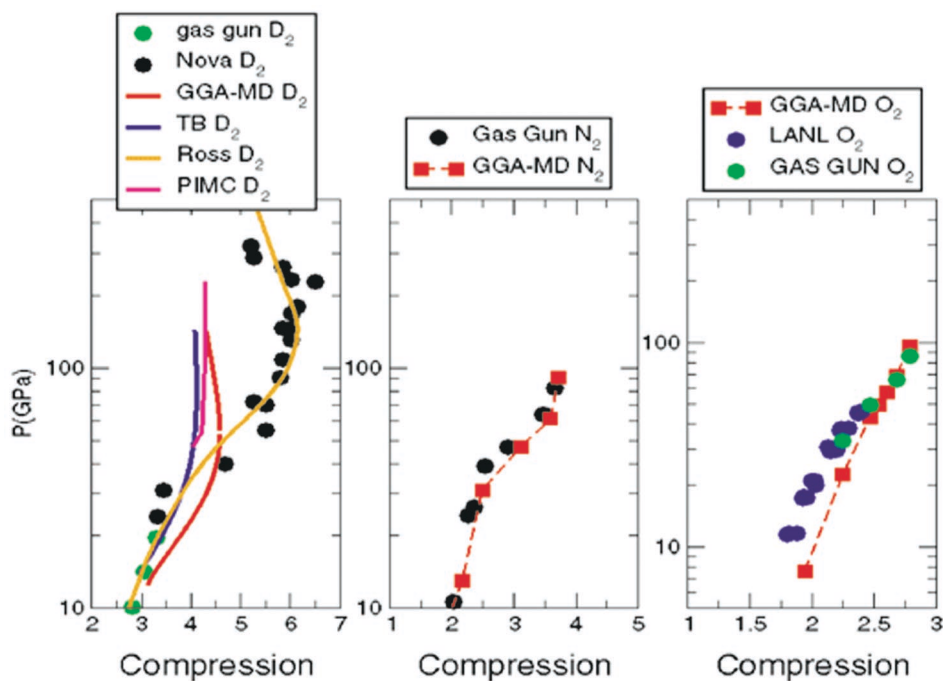 gas gun D2
Nova D2
GGA-MD D2
TB D2
Ross D2
PIMC D2
P(GPa)
100
10
2 3 4 5 6 7
Compression
Gas Gun N2
GGA-MD N2
1 2 3 4 5
Compression
GGA-MD O2
LANL O2
GAS GUN O2
100
10
1 1.5 2 2.5 3
Compression